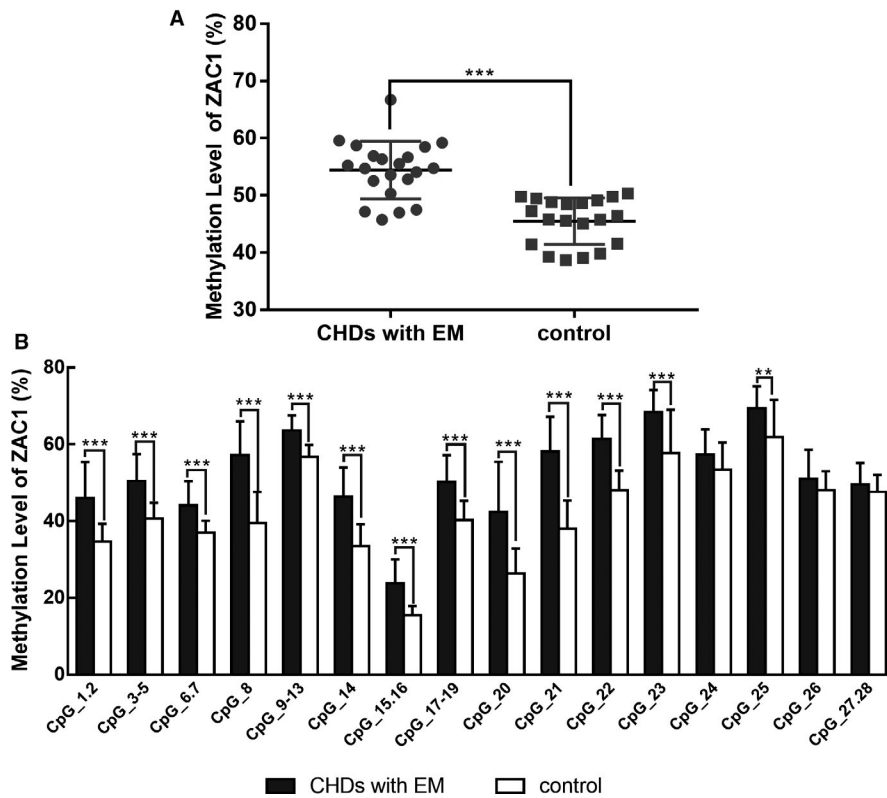 A
Methylation Level of ZAC1 (%)
80
70
60
50
40
30
***
CHDs with EM
control
B
Methylation Level of ZAC1 (%)
80
60
40
20
0
***
***
***
***
***
***
***
***
***
***
***
***
**
CpG_1.2
CpG_3-5
CpG_6.7
CpG_8
CpG_9-13
CpG_14
CpG_15.16
CpG_17-19
CpG_20
CpG_21
CpG_22
CpG_23
CpG_24
CpG_25
CpG_26
CpG_27.28
CHDs with EM
control